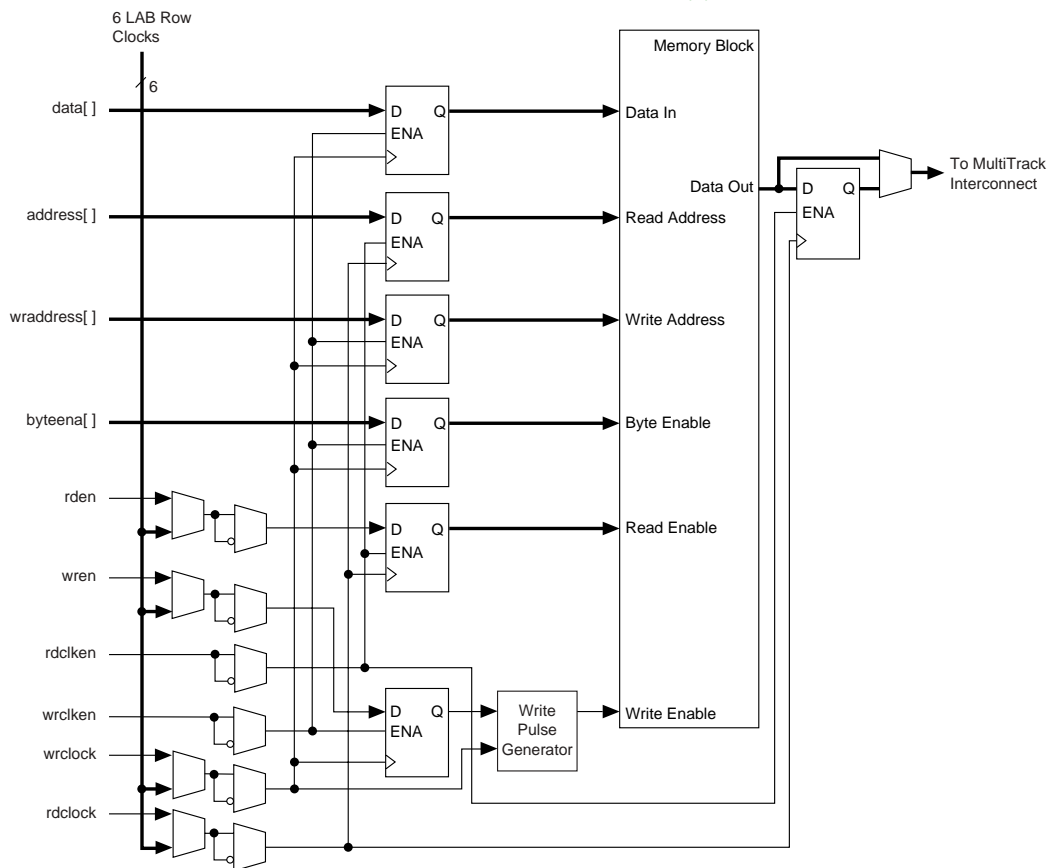 6 LAB Row
Clocks
6
data[ ]
address[ ]
wraddress[ ]
byteena[ ]
rden
wren
rdclken
wrclken
wrclock
rdclock
D Q
ENA
D Q
ENA
D Q
ENA
D Q
ENA
D Q
ENA
D Q
ENA
Write
Pulse
Generator
Memory Block
Data In
Data Out
Read Address
Write Address
Byte Enable
Read Enable
Write Enable
D Q
ENA
To MultiTrack
Interconnect